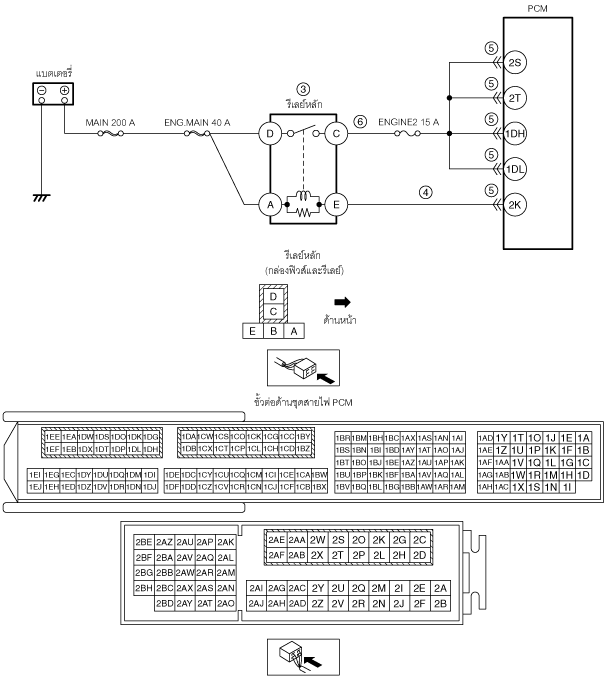 PCM
แบตเตอรี่
⑤
2S
③
รีเลย์หลัก
⑤
2T
MAIN 200 A
ENG.MAIN 40 A
D
C
⑥
ENGINE2 15 A
⑤
1DH
⑤
1DL
A
E
④
⑤
2K
รีเลย์หลัก
(กล่องฟิวส์และรีเลย์)
D
C
E B A
ด้านหน้า
ขั้วต่อด้านชุดสายไฟ PCM
1EE 1EA 1DW 1DS 1DO 1DK 1DG
1EF 1EB 1DX 1DT 1DP 1DL 1DH
1DA 1CW 1CS 1CO 1CK 1CG 1CC 1BY
1DB 1CX 1CT 1CP 1CL 1CH 1CD 1BZ
1EI 1EG 1EC 1DY 1DU 1DQ 1DM 1DI
1EJ 1EH 1ED 1DZ 1DV 1DR 1DN 1DJ
1DE 1DC 1CY 1CU 1CQ 1CM 1CI 1CE 1CA 1BW
1DF 1DD 1CZ 1CV 1CR 1CN 1CJ 1CF 1CB 1BX
1BR 1BM 1BH 1BC 1AX 1AS 1AN 1AI
1BS 1BN 1BI 1BD 1AY 1AT 1AO 1AJ
1BT 1BO 1BJ 1BE 1AZ 1AU 1AP 1AK
1BU 1BP 1BK 1BF 1BA 1AV 1AQ 1AL
1BV 1BQ 1BL 1BG 1BB 1AW 1AR 1AM
1AD 1Y 1T 1O 1J 1E 1A
1AE 1Z 1U 1P 1K 1F 1B
1AF 1AA 1V 1Q 1L 1G 1C
1AG 1AB 1W 1R 1M 1H 1D
1AH 1AC 1X 1S 1N 1I
2BE 2AZ 2AU 2AP 2AK
2BF 2BA 2AV 2AQ 2AL
2BG 2BB 2AW 2AR 2AM
2BH 2BC 2AX 2AS 2AN
2BD 2AY 2AT 2AO
2AE 2AA 2W 2S 2O 2K 2G 2C
2AF 2AB 2X 2T 2P 2L 2H 2D
2AI 2AG 2AC 2Y 2U 2Q 2M 2I 2E 2A
2AJ 2AH 2AD 2Z 2V 2R 2N 2J 2F 2B